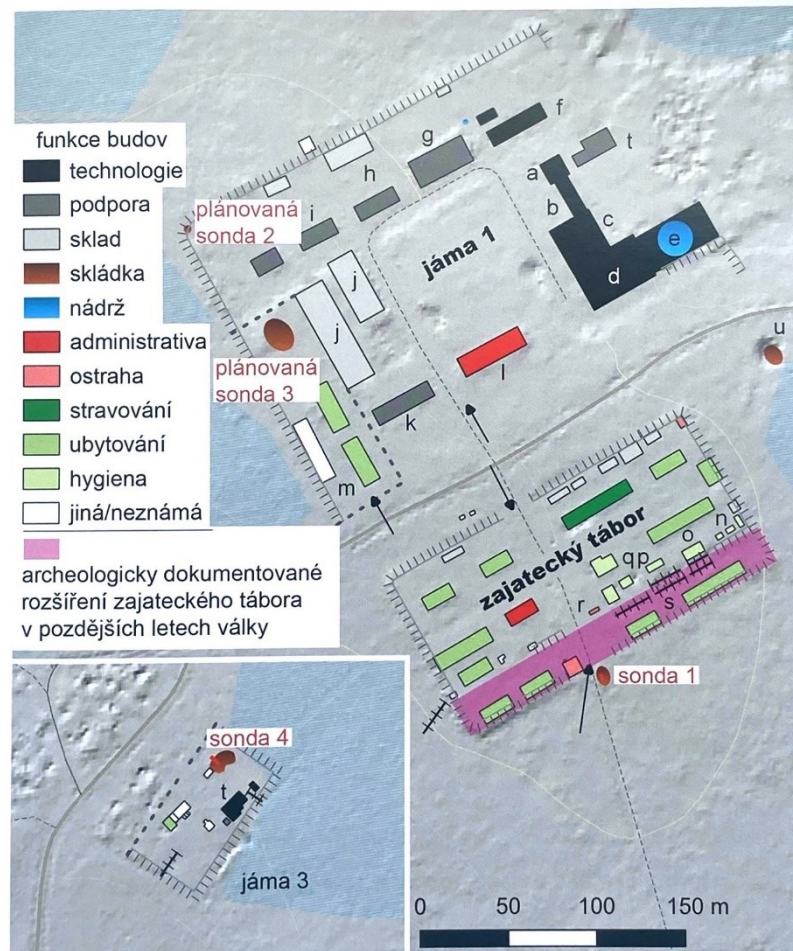 funkce budov
technologie
podpora
sklad
skládka
nádrž
administrativa
ostraha
stravování
ubytování
hygiena
jiná/neznámá
archeologicky dokumentované
rozšíření zajateckého tábora
v pozdějších letech války
plánovaná
sonda 2
plánovaná
sonda 3
jáma 1
a
b
c
d
e
f
g
h
i
j
j
k
l
m
t
u
zajatecký tábor
n
o
p
q
r
s
sonda 1
sonda 4
t
jáma 3
0 50 100 150 m